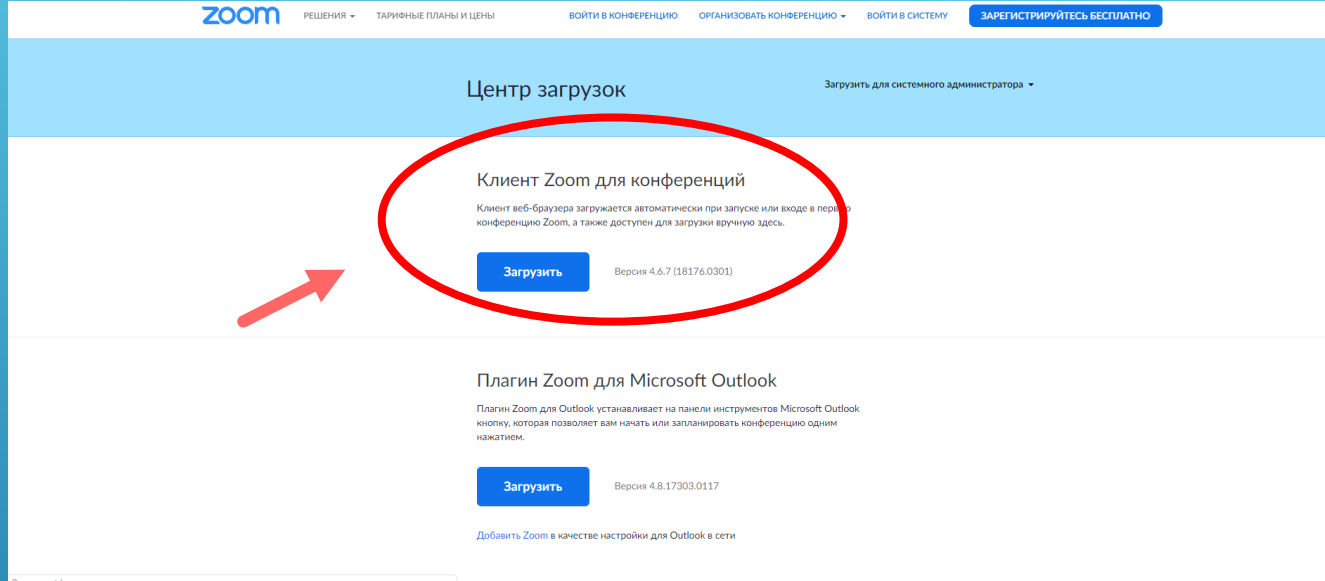 zoom РЕШЕНИЯ ТАРИФНЫЕ ПЛАНЫ И ЦЕНЫ ВОЙТИ В КОНФЕРЕНЦИЮ ОРГАНИЗОВАТЬ КОНФЕРЕНЦИЮ ВОЙТИ В СИСТЕМУ ЗАРЕГИСТРИРУЙТЕСЬ БЕСПЛАТНО
Центр загрузок
Загрузить для системного администратора
Клиент Zoom для конференций
Клиент веб-браузера загружается автоматически при запуске или входе в первую
конференцию Zoom, а также доступен для загрузки вручную здесь.
Загрузить Версия 4.6.7 (18176.0301)
Плагин Zoom для Microsoft Outlook
Плагин Zoom для Outlook устанавливает на панели инструментов Microsoft Outlook
кнопку, которая позволяет вам начать или запланировать конференцию одним
нажатием.
Загрузить Версия 4.8.17303.0117
Добавить Zoom в качестве настройки для Outlook в сети